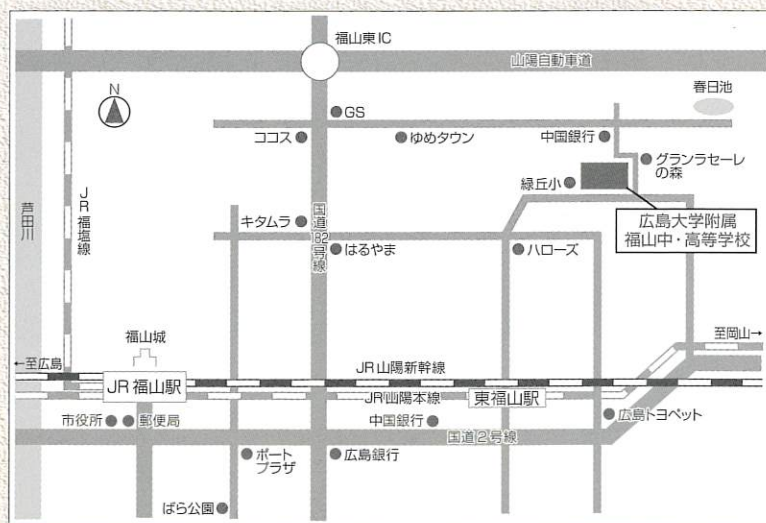 福山東IC
山陽自動車道
春日池
N
GS
ココス
ゆめタウン
中国銀行
グランラセーレ
の森
緑丘小
芦田川
JR福塩線
キタムラ
国道182号線
はるやま
ハローズ
広島大学附属
福山中・高等学校
福山城
←至広島
至岡山→
JR福山駅
JR山陽新幹線
JR山陽本線
東福山駅
市役所
郵便局
中国銀行
広島トヨペット
国道2号線
ポート
プラザ
広島銀行
ばら公園